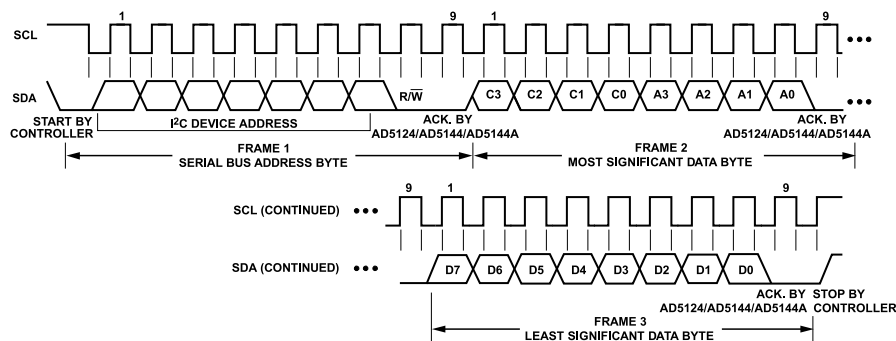 1 9 1 9
SCL
SDA R/W̅ C3 C2 C1 C0 A3 A2 A1 A0
START BY CONTROLLER
I²C DEVICE ADDRESS
ACK. BY AD5124/AD5144/AD5144A
ACK. BY AD5124/AD5144/AD5144A
FRAME 1 SERIAL BUS ADDRESS BYTE
FRAME 2 MOST SIGNIFICANT DATA BYTE
9 1 9
SCL (CONTINUED)
SDA (CONTINUED) D7 D6 D5 D4 D3 D2 D1 D0
ACK. BY AD5124/AD5144/AD5144A
STOP BY CONTROLLER
FRAME 3 LEAST SIGNIFICANT DATA BYTE